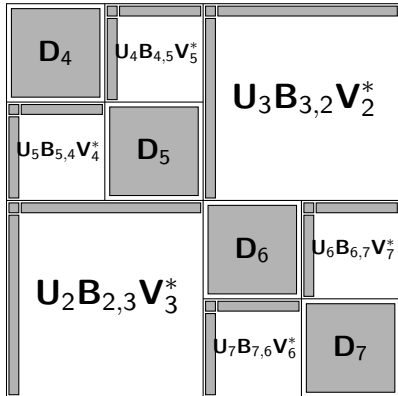 D₄
U₄B₄,₅V₅*
U₃B₃,₂V₂*
U₅B₅,₄V₄*
D₅
U₂B₂,₃V₃*
D₆
U₆B₆,₇V₇*
U₇B₇,₆V₆*
D₇